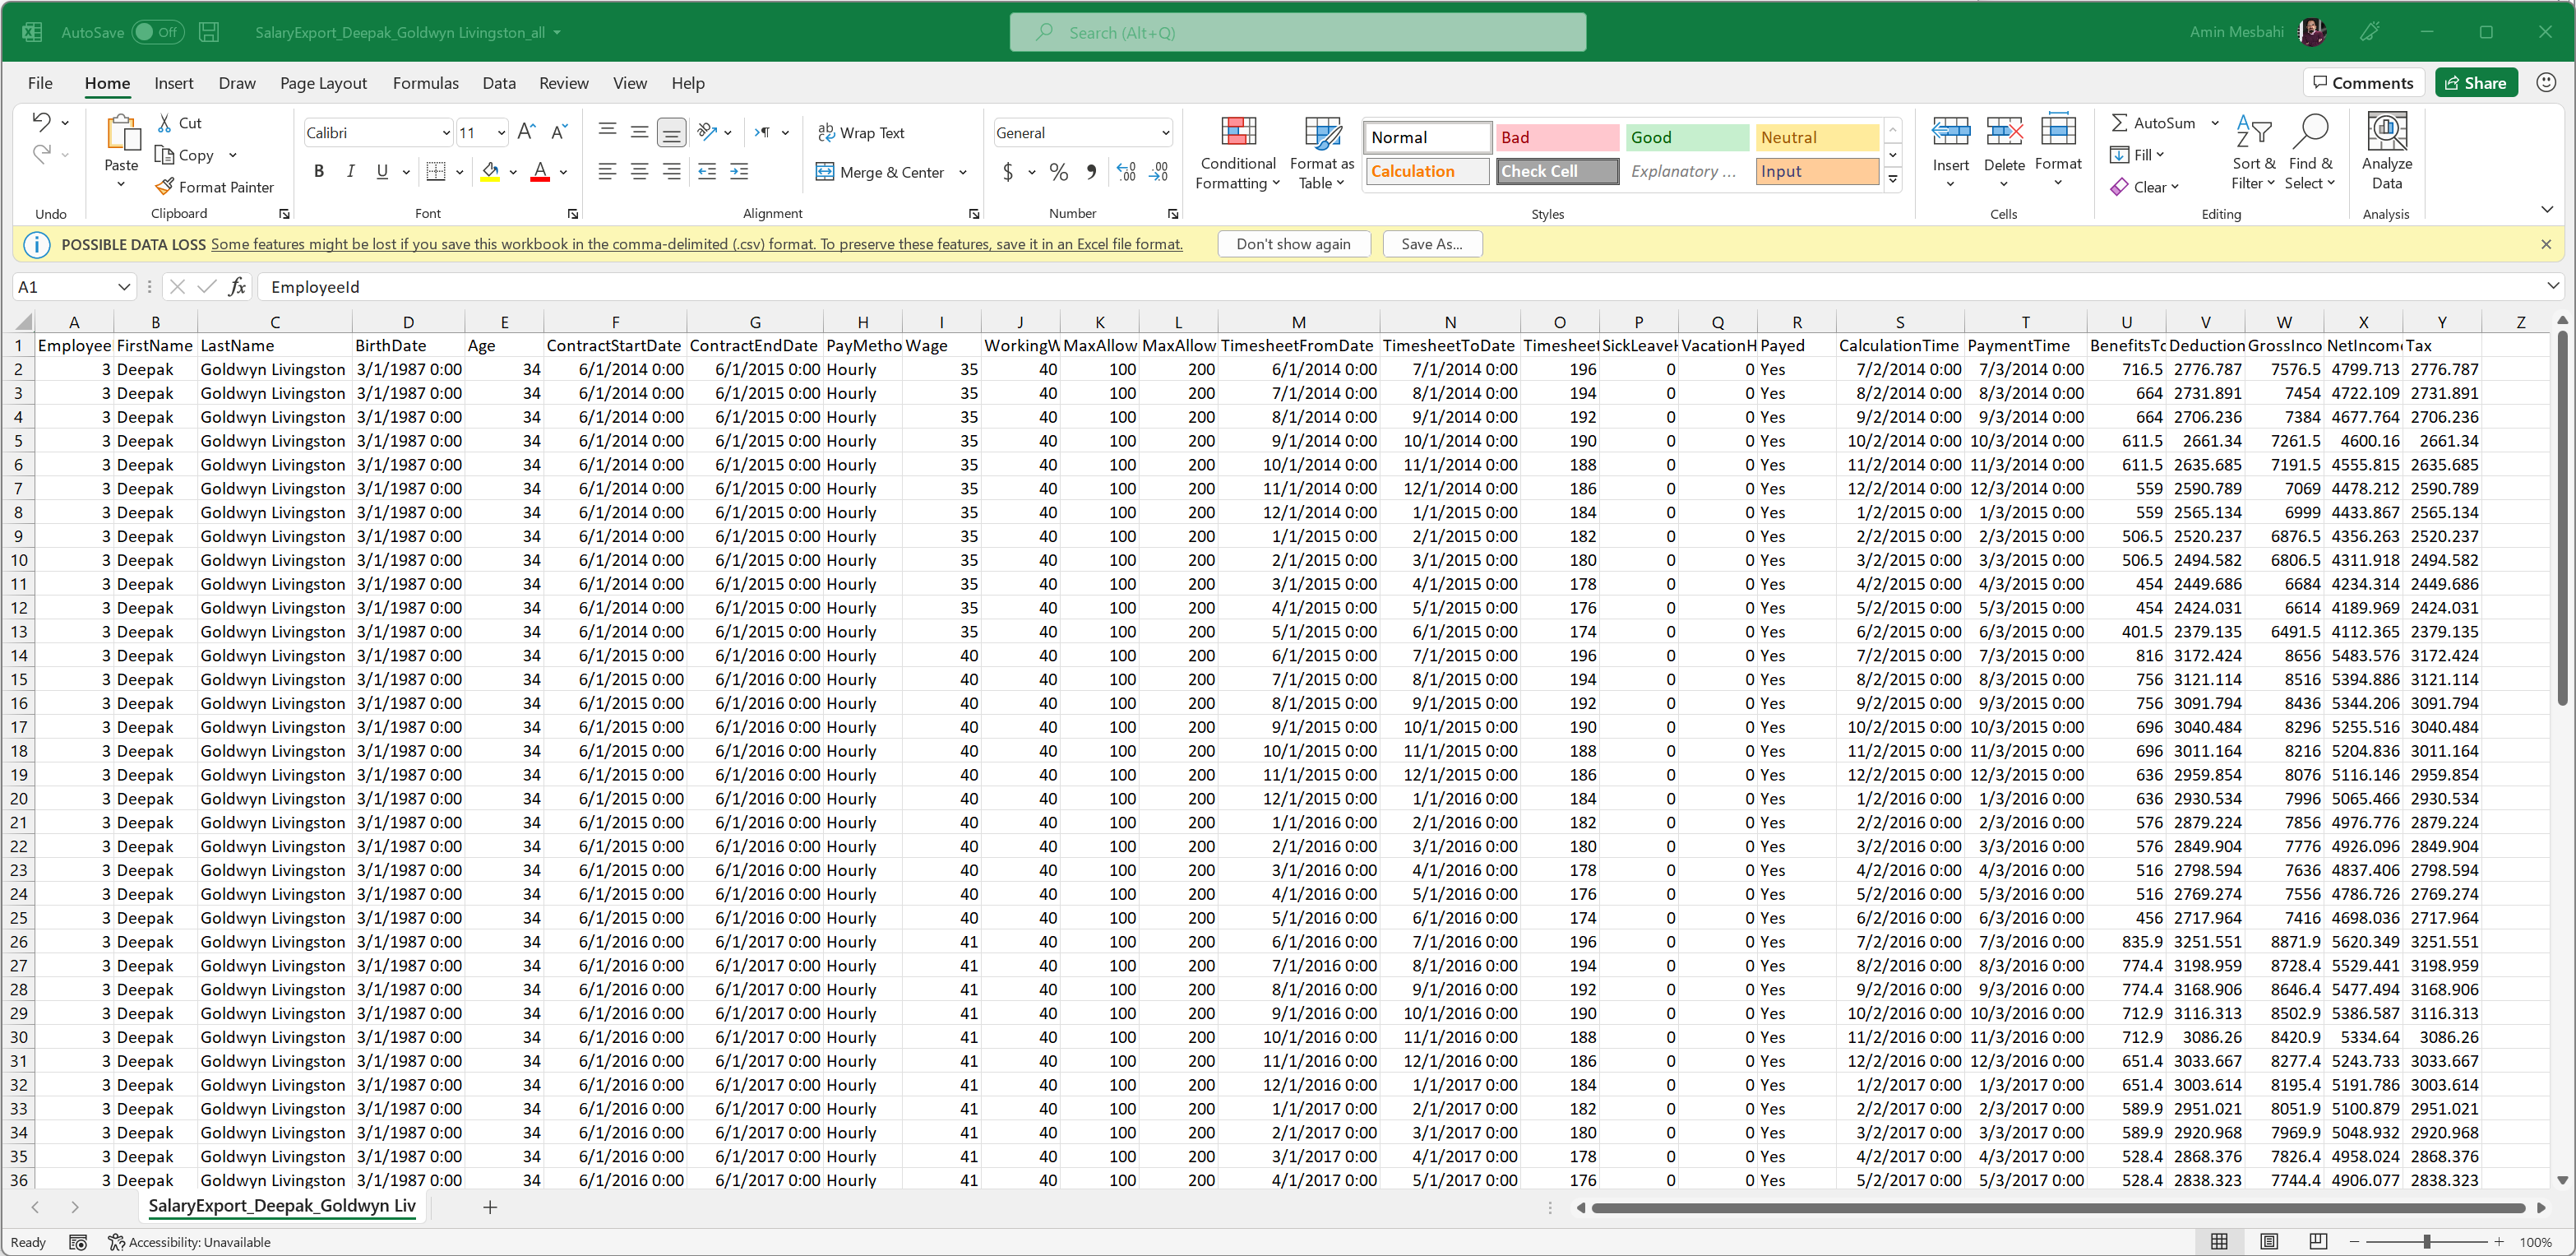 AutoSave Off SalaryExport_Deepak_Goldwyn Livingston_all Search (Alt+Q) Amin Mesbahi
File Home Insert Draw Page Layout Formulas Data Review View Help Comments Share
Calibri 11 Wrap Text General Normal Bad Good Neutral AutoSum
Paste Cut Copy Format Painter B I U A Merge & Center $ % Conditional Formatting Format as Table Calculation Check Cell Explanatory ... Input Insert Delete Format Fill Clear Sort & Filter Find & Select Analyze Data
Undo Clipboard Font Alignment Number Styles Cells Editing Analysis
POSSIBLE DATA LOSS Some features might be lost if you save this workbook in the comma-delimited (.csv) format. To preserve these features, save it in an Excel file format. Don't show again Save As...
A1 fx EmployeeId
A B C D E F G H I J K L M N O P Q R S T U V W X Y Z
1 Employee FirstName LastName BirthDate Age ContractStartDate ContractEndDate PayMetho Wage WorkingW MaxAllow MaxAllow TimesheetFromDate TimesheetToDate Timesheet SickLeaveH VacationH Payed CalculationTime PaymentTime BenefitsTo Deduction GrossInco NetIncom Tax
2 3 Deepak Goldwyn Livingston 3/1/1987 0:00 34 6/1/2014 0:00 6/1/2015 0:00 Hourly 35 40 100 200 6/1/2014 0:00 7/1/2014 0:00 196 0 0 Yes 7/2/2014 0:00 7/3/2014 0:00 716.5 2776.787 7576.5 4799.713 2776.787
3 3 Deepak Goldwyn Livingston 3/1/1987 0:00 34 6/1/2014 0:00 6/1/2015 0:00 Hourly 35 40 100 200 7/1/2014 0:00 8/1/2014 0:00 194 0 0 Yes 8/2/2014 0:00 8/3/2014 0:00 664 2731.891 7454 4722.109 2731.891
4 3 Deepak Goldwyn Livingston 3/1/1987 0:00 34 6/1/2014 0:00 6/1/2015 0:00 Hourly 35 40 100 200 8/1/2014 0:00 9/1/2014 0:00 192 0 0 Yes 9/2/2014 0:00 9/3/2014 0:00 664 2706.236 7384 4677.764 2706.236
5 3 Deepak Goldwyn Livingston 3/1/1987 0:00 34 6/1/2014 0:00 6/1/2015 0:00 Hourly 35 40 100 200 9/1/2014 0:00 10/1/2014 0:00 190 0 0 Yes 10/2/2014 0:00 10/3/2014 0:00 611.5 2661.34 7261.5 4600.16 2661.34
6 3 Deepak Goldwyn Livingston 3/1/1987 0:00 34 6/1/2014 0:00 6/1/2015 0:00 Hourly 35 40 100 200 10/1/2014 0:00 11/1/2014 0:00 188 0 0 Yes 11/2/2014 0:00 11/3/2014 0:00 611.5 2635.685 7191.5 4555.815 2635.685
7 3 Deepak Goldwyn Livingston 3/1/1987 0:00 34 6/1/2014 0:00 6/1/2015 0:00 Hourly 35 40 100 200 11/1/2014 0:00 12/1/2014 0:00 186 0 0 Yes 12/2/2014 0:00 12/3/2014 0:00 559 2590.789 7069 4478.212 2590.789
8 3 Deepak Goldwyn Livingston 3/1/1987 0:00 34 6/1/2014 0:00 6/1/2015 0:00 Hourly 35 40 100 200 12/1/2014 0:00 1/1/2015 0:00 184 0 0 Yes 1/2/2015 0:00 1/3/2015 0:00 559 2565.134 6999 4433.867 2565.134
9 3 Deepak Goldwyn Livingston 3/1/1987 0:00 34 6/1/2014 0:00 6/1/2015 0:00 Hourly 35 40 100 200 1/1/2015 0:00 2/1/2015 0:00 182 0 0 Yes 2/2/2015 0:00 2/3/2015 0:00 506.5 2520.237 6876.5 4356.263 2520.237
10 3 Deepak Goldwyn Livingston 3/1/1987 0:00 34 6/1/2014 0:00 6/1/2015 0:00 Hourly 35 40 100 200 2/1/2015 0:00 3/1/2015 0:00 180 0 0 Yes 3/2/2015 0:00 3/3/2015 0:00 506.5 2494.582 6806.5 4311.918 2494.582
11 3 Deepak Goldwyn Livingston 3/1/1987 0:00 34 6/1/2014 0:00 6/1/2015 0:00 Hourly 35 40 100 200 3/1/2015 0:00 4/1/2015 0:00 178 0 0 Yes 4/2/2015 0:00 4/3/2015 0:00 454 2449.686 6684 4234.314 2449.686
12 3 Deepak Goldwyn Livingston 3/1/1987 0:00 34 6/1/2014 0:00 6/1/2015 0:00 Hourly 35 40 100 200 4/1/2015 0:00 5/1/2015 0:00 176 0 0 Yes 5/2/2015 0:00 5/3/2015 0:00 454 2424.031 6614 4189.969 2424.031
13 3 Deepak Goldwyn Livingston 3/1/1987 0:00 34 6/1/2014 0:00 6/1/2015 0:00 Hourly 35 40 100 200 5/1/2015 0:00 6/1/2015 0:00 174 0 0 Yes 6/2/2015 0:00 6/3/2015 0:00 401.5 2379.135 6491.5 4112.365 2379.135
14 3 Deepak Goldwyn Livingston 3/1/1987 0:00 34 6/1/2015 0:00 6/1/2016 0:00 Hourly 40 40 100 200 6/1/2015 0:00 7/1/2015 0:00 196 0 0 Yes 7/2/2015 0:00 7/3/2015 0:00 816 3172.424 8656 5483.576 3172.424
15 3 Deepak Goldwyn Livingston 3/1/1987 0:00 34 6/1/2015 0:00 6/1/2016 0:00 Hourly 40 40 100 200 7/1/2015 0:00 8/1/2015 0:00 194 0 0 Yes 8/2/2015 0:00 8/3/2015 0:00 756 3121.114 8516 5394.886 3121.114
16 3 Deepak Goldwyn Livingston 3/1/1987 0:00 34 6/1/2015 0:00 6/1/2016 0:00 Hourly 40 40 100 200 8/1/2015 0:00 9/1/2015 0:00 192 0 0 Yes 9/2/2015 0:00 9/3/2015 0:00 756 3091.794 8436 5344.206 3091.794
17 3 Deepak Goldwyn Livingston 3/1/1987 0:00 34 6/1/2015 0:00 6/1/2016 0:00 Hourly 40 40 100 200 9/1/2015 0:00 10/1/2015 0:00 190 0 0 Yes 10/2/2015 0:00 10/3/2015 0:00 696 3040.484 8296 5255.516 3040.484
18 3 Deepak Goldwyn Livingston 3/1/1987 0:00 34 6/1/2015 0:00 6/1/2016 0:00 Hourly 40 40 100 200 10/1/2015 0:00 11/1/2015 0:00 188 0 0 Yes 11/2/2015 0:00 11/3/2015 0:00 696 3011.164 8216 5204.836 3011.164
19 3 Deepak Goldwyn Livingston 3/1/1987 0:00 34 6/1/2015 0:00 6/1/2016 0:00 Hourly 40 40 100 200 11/1/2015 0:00 12/1/2015 0:00 186 0 0 Yes 12/2/2015 0:00 12/3/2015 0:00 636 2959.854 8076 5116.146 2959.854
20 3 Deepak Goldwyn Livingston 3/1/1987 0:00 34 6/1/2015 0:00 6/1/2016 0:00 Hourly 40 40 100 200 12/1/2015 0:00 1/1/2016 0:00 184 0 0 Yes 1/2/2016 0:00 1/3/2016 0:00 636 2930.534 7996 5065.466 2930.534
21 3 Deepak Goldwyn Livingston 3/1/1987 0:00 34 6/1/2015 0:00 6/1/2016 0:00 Hourly 40 40 100 200 1/1/2016 0:00 2/1/2016 0:00 182 0 0 Yes 2/2/2016 0:00 2/3/2016 0:00 576 2879.224 7856 4976.776 2879.224
22 3 Deepak Goldwyn Livingston 3/1/1987 0:00 34 6/1/2015 0:00 6/1/2016 0:00 Hourly 40 40 100 200 2/1/2016 0:00 3/1/2016 0:00 180 0 0 Yes 3/2/2016 0:00 3/3/2016 0:00 576 2849.904 7776 4926.096 2849.904
23 3 Deepak Goldwyn Livingston 3/1/1987 0:00 34 6/1/2015 0:00 6/1/2016 0:00 Hourly 40 40 100 200 3/1/2016 0:00 4/1/2016 0:00 178 0 0 Yes 4/2/2016 0:00 4/3/2016 0:00 516 2798.594 7636 4837.406 2798.594
24 3 Deepak Goldwyn Livingston 3/1/1987 0:00 34 6/1/2015 0:00 6/1/2016 0:00 Hourly 40 40 100 200 4/1/2016 0:00 5/1/2016 0:00 176 0 0 Yes 5/2/2016 0:00 5/3/2016 0:00 516 2769.274 7556 4786.726 2769.274
25 3 Deepak Goldwyn Livingston 3/1/1987 0:00 34 6/1/2015 0:00 6/1/2016 0:00 Hourly 40 40 100 200 5/1/2016 0:00 6/1/2016 0:00 174 0 0 Yes 6/2/2016 0:00 6/3/2016 0:00 456 2717.964 7416 4698.036 2717.964
26 3 Deepak Goldwyn Livingston 3/1/1987 0:00 34 6/1/2016 0:00 6/1/2017 0:00 Hourly 41 40 100 200 6/1/2016 0:00 7/1/2016 0:00 196 0 0 Yes 7/2/2016 0:00 7/3/2016 0:00 835.9 3251.551 8871.9 5620.349 3251.551
27 3 Deepak Goldwyn Livingston 3/1/1987 0:00 34 6/1/2016 0:00 6/1/2017 0:00 Hourly 41 40 100 200 7/1/2016 0:00 8/1/2016 0:00 194 0 0 Yes 8/2/2016 0:00 8/3/2016 0:00 774.4 3198.959 8728.4 5529.441 3198.959
28 3 Deepak Goldwyn Livingston 3/1/1987 0:00 34 6/1/2016 0:00 6/1/2017 0:00 Hourly 41 40 100 200 8/1/2016 0:00 9/1/2016 0:00 192 0 0 Yes 9/2/2016 0:00 9/3/2016 0:00 774.4 3168.906 8646.4 5477.494 3168.906
29 3 Deepak Goldwyn Livingston 3/1/1987 0:00 34 6/1/2016 0:00 6/1/2017 0:00 Hourly 41 40 100 200 9/1/2016 0:00 10/1/2016 0:00 190 0 0 Yes 10/2/2016 0:00 10/3/2016 0:00 712.9 3116.313 8502.9 5386.587 3116.313
30 3 Deepak Goldwyn Livingston 3/1/1987 0:00 34 6/1/2016 0:00 6/1/2017 0:00 Hourly 41 40 100 200 10/1/2016 0:00 11/1/2016 0:00 188 0 0 Yes 11/2/2016 0:00 11/3/2016 0:00 712.9 3086.26 8420.9 5334.64 3086.26
31 3 Deepak Goldwyn Livingston 3/1/1987 0:00 34 6/1/2016 0:00 6/1/2017 0:00 Hourly 41 40 100 200 11/1/2016 0:00 12/1/2016 0:00 186 0 0 Yes 12/2/2016 0:00 12/3/2016 0:00 651.4 3033.667 8277.4 5243.733 3033.667
32 3 Deepak Goldwyn Livingston 3/1/1987 0:00 34 6/1/2016 0:00 6/1/2017 0:00 Hourly 41 40 100 200 12/1/2016 0:00 1/1/2017 0:00 184 0 0 Yes 1/2/2017 0:00 1/3/2017 0:00 651.4 3003.614 8195.4 5191.786 3003.614
33 3 Deepak Goldwyn Livingston 3/1/1987 0:00 34 6/1/2016 0:00 6/1/2017 0:00 Hourly 41 40 100 200 1/1/2017 0:00 2/1/2017 0:00 182 0 0 Yes 2/2/2017 0:00 2/3/2017 0:00 589.9 2951.021 8051.9 5100.879 2951.021
34 3 Deepak Goldwyn Livingston 3/1/1987 0:00 34 6/1/2016 0:00 6/1/2017 0:00 Hourly 41 40 100 200 2/1/2017 0:00 3/1/2017 0:00 180 0 0 Yes 3/2/2017 0:00 3/3/2017 0:00 589.9 2920.968 7969.9 5048.932 2920.968
35 3 Deepak Goldwyn Livingston 3/1/1987 0:00 34 6/1/2016 0:00 6/1/2017 0:00 Hourly 41 40 100 200 3/1/2017 0:00 4/1/2017 0:00 178 0 0 Yes 4/2/2017 0:00 4/3/2017 0:00 528.4 2868.376 7826.4 4958.024 2868.376
36 3 Deepak Goldwyn Livingston 3/1/1987 0:00 34 6/1/2016 0:00 6/1/2017 0:00 Hourly 41 40 100 200 4/1/2017 0:00 5/1/2017 0:00 176 0 0 Yes 5/2/2017 0:00 5/3/2017 0:00 528.4 2838.323 7744.4 4906.077 2838.323
SalaryExport_Deepak_Goldwyn Liv
Ready Accessibility: Unavailable 100%